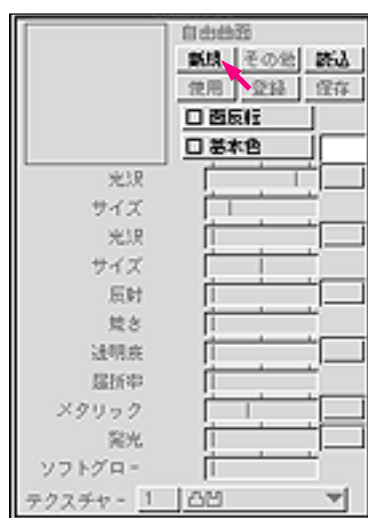 自由曲面
新規 その他 読込
使用 登録 保存
面反転
基本色
光沢
サイズ
光沢
サイズ
反射
荒さ
透明度
屈折率
メタリック
発光
ソフトグロー
テクスチャー 1 凸凹